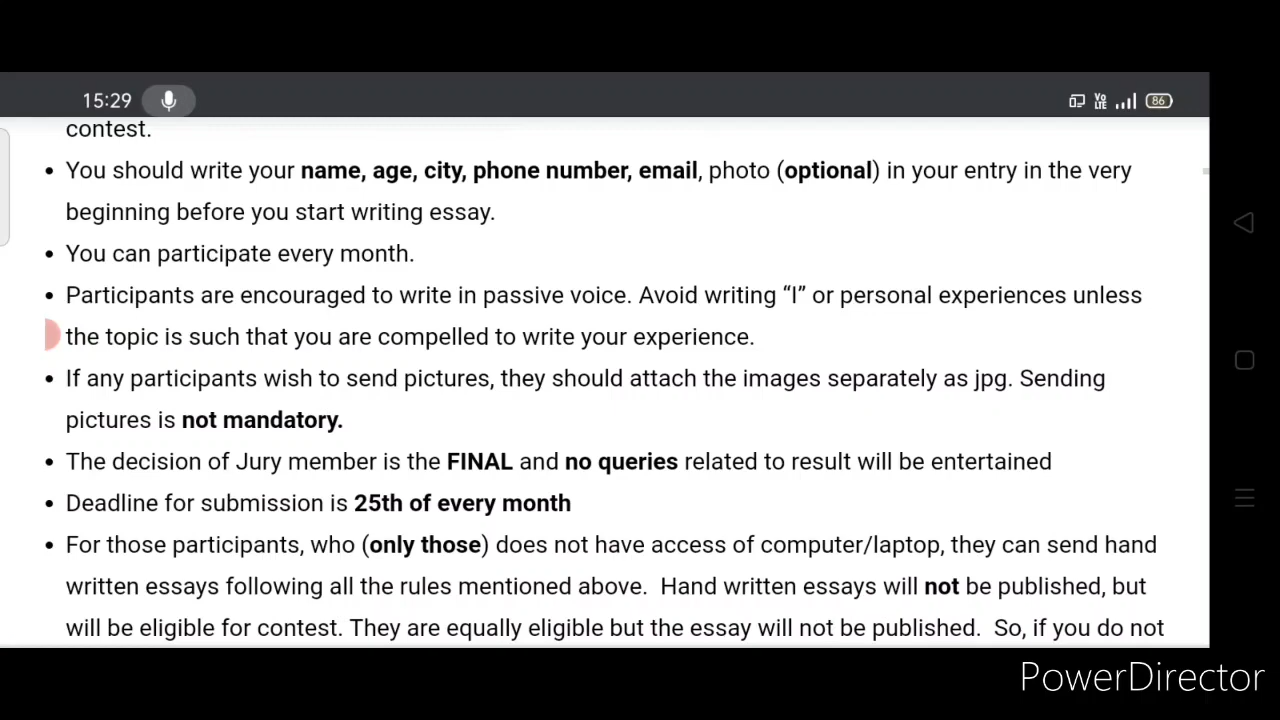 15:29
VO LTE 86
contest.
• You should write your name, age, city, phone number, email, photo (optional) in your entry in the very
beginning before you start writing essay.
• You can participate every month.
• Participants are encouraged to write in passive voice. Avoid writing “I” or personal experiences unless
the topic is such that you are compelled to write your experience.
• If any participants wish to send pictures, they should attach the images separately as jpg. Sending
pictures is not mandatory.
• The decision of Jury member is the FINAL and no queries related to result will be entertained
• Deadline for submission is 25th of every month
• For those participants, who (only those) does not have access of computer/laptop, they can send hand
written essays following all the rules mentioned above.  Hand written essays will not be published, but
will be eligible for contest. They are equally eligible but the essay will not be published.  So, if you do not
PowerDirector